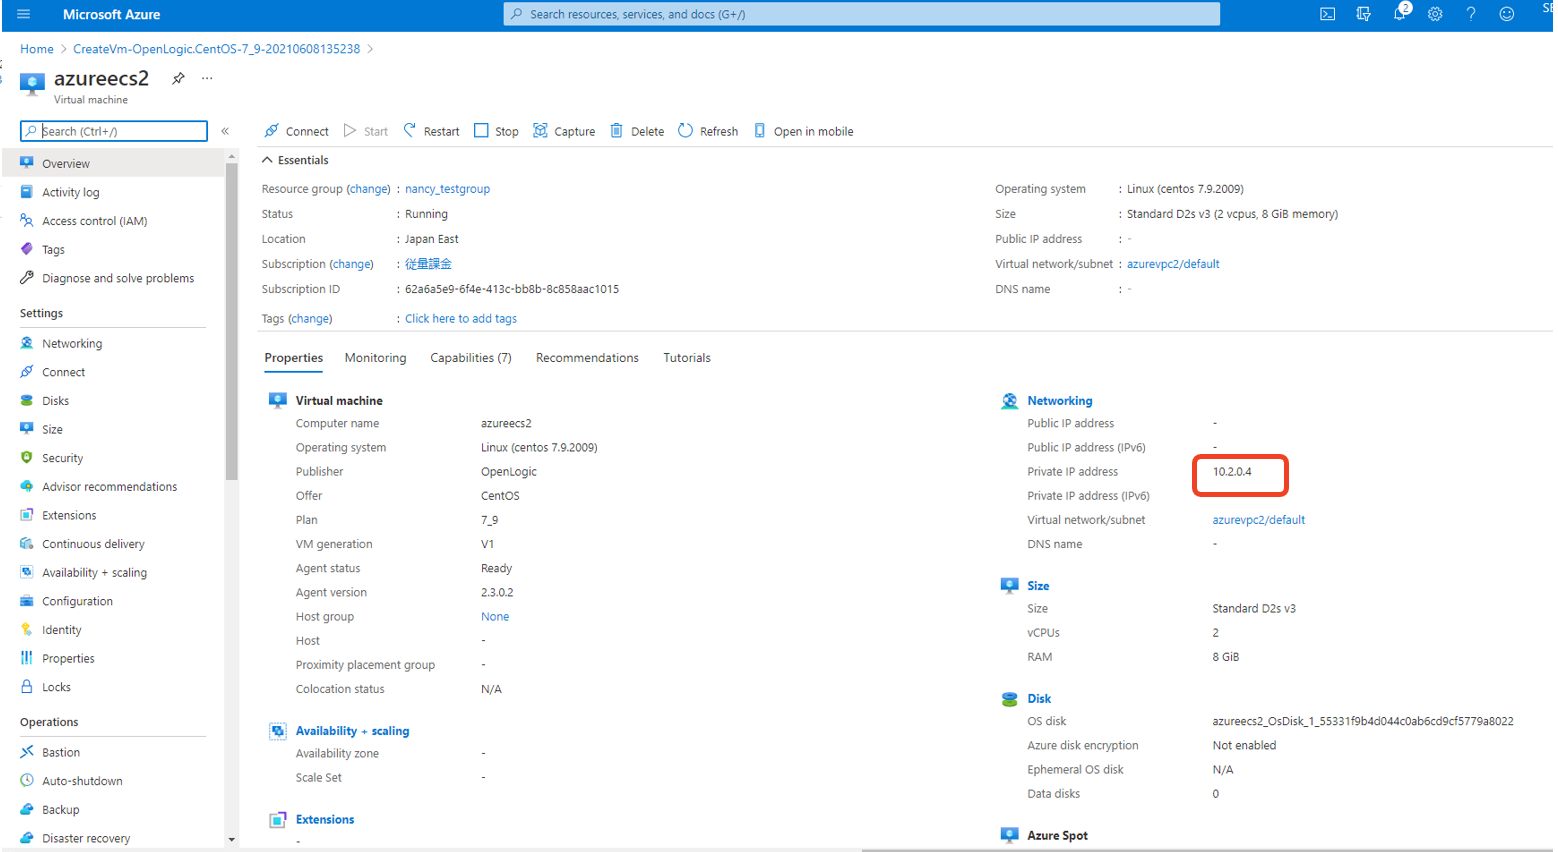 Microsoft Azure
Search resources, services, and docs (G+/)
2
Home > CreateVm-OpenLogic.CentOS-7_9-20210608135238 >
azureecs2
Virtual machine
Search (Ctrl+/)
«
Connect Start Restart Stop Capture Delete Refresh Open in mobile
Overview
Activity log
Access control (IAM)
Tags
Diagnose and solve problems
Settings
Networking
Connect
Disks
Size
Security
Advisor recommendations
Extensions
Continuous delivery
Availability + scaling
Configuration
Identity
Properties
Locks
Operations
Bastion
Auto-shutdown
Backup
Disaster recovery
Essentials
Resource group (change) : nancy_testgroup
Status : Running
Location : Japan East
Subscription (change) : 従量課金
Subscription ID : 62a6a5e9-6f4e-413c-bb8b-8c858aac1015
Tags (change) : Click here to add tags
Operating system : Linux (centos 7.9.2009)
Size : Standard D2s v3 (2 vcpus, 8 GiB memory)
Public IP address : -
Virtual network/subnet : azurevpc2/default
DNS name : -
Properties Monitoring Capabilities (7) Recommendations Tutorials
Virtual machine
Computer name azureecs2
Operating system Linux (centos 7.9.2009)
Publisher OpenLogic
Offer CentOS
Plan 7_9
VM generation V1
Agent status Ready
Agent version 2.3.0.2
Host group None
Host -
Proximity placement group -
Colocation status N/A
Availability + scaling
Availability zone -
Scale Set -
Extensions
-
Networking
Public IP address -
Public IP address (IPv6) -
Private IP address 10.2.0.4
Private IP address (IPv6)
Virtual network/subnet azurevpc2/default
DNS name -
Size
Size Standard D2s v3
vCPUs 2
RAM 8 GiB
Disk
OS disk azureecs2_OsDisk_1_55331f9b4d044c0ab6cd9cf5779a8022
Azure disk encryption Not enabled
Ephemeral OS disk N/A
Data disks 0
Azure Spot